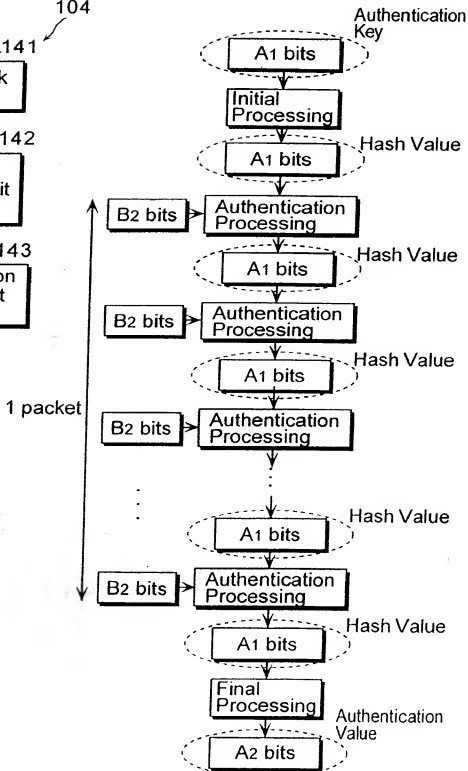 104
Authentication
Key
A1 bits
141
k
Initial
Processing
142
Hash Value
A1 bits
it
B2 bits
Authentication
Processing
143
on
t
Hash Value
A1 bits
B2 bits
Authentication
Processing
Hash Value
A1 bits
1 packet
B2 bits
Authentication
Processing
Hash Value
A1 bits
B2 bits
Authentication
Processing
Hash Value
A1 bits
Final
Processing
Authentication
Value
A2 bits